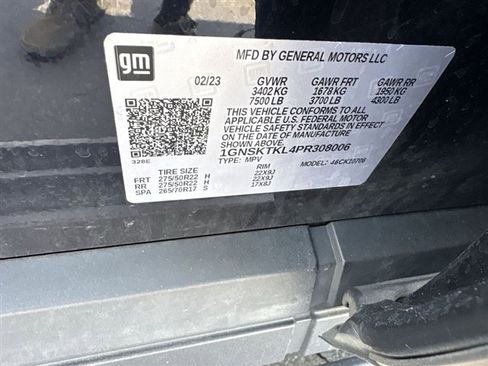 gm
MFD BY GENERAL MOTORS LLC
02/23 GVWR GAWR FRT GAWR RR
3402 KG 1678 KG 1950 KG
7500 LB 3700 LB 4300 LB
THIS VEHICLE CONFORMS TO ALL
APPLICABLE U.S. FEDERAL MOTOR
VEHICLE SAFETY STANDARDS IN EFFECT
ON THE DATE OF MANUFACTURE
SHOWN ABOVE.
1GNSKTKL4PR308006
TYPE: MPV MODEL: 48CK10706
328E
TIRE SIZE RIM
FRT 275/50R22 H 22X9J
RR 275/50R22 H 22X9J
SPA 265/70R17 S 17X8J